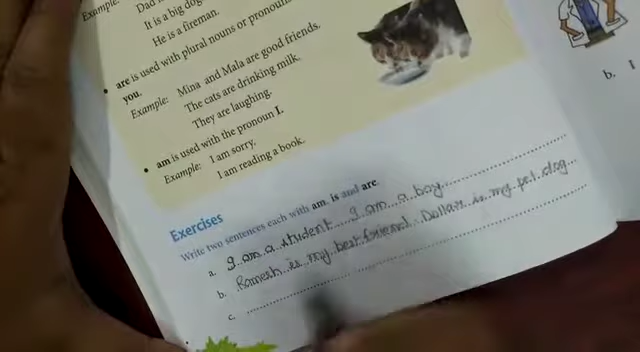 Example:
It is a big dog
He is a fireman.
• are is used with plural nouns or pronoun
you.
Example: Mina and Mala are good friends.
The cats are drinking milk.
They are laughing.
• am is used with the pronoun I.
Example: I am sorry.
I am reading a book.
Exercises
Write two sentences each with am, is and are.
a. I am a student I am a boy
b. Ramesh is my best friend. Dollar is my pet dog
c.
b. I